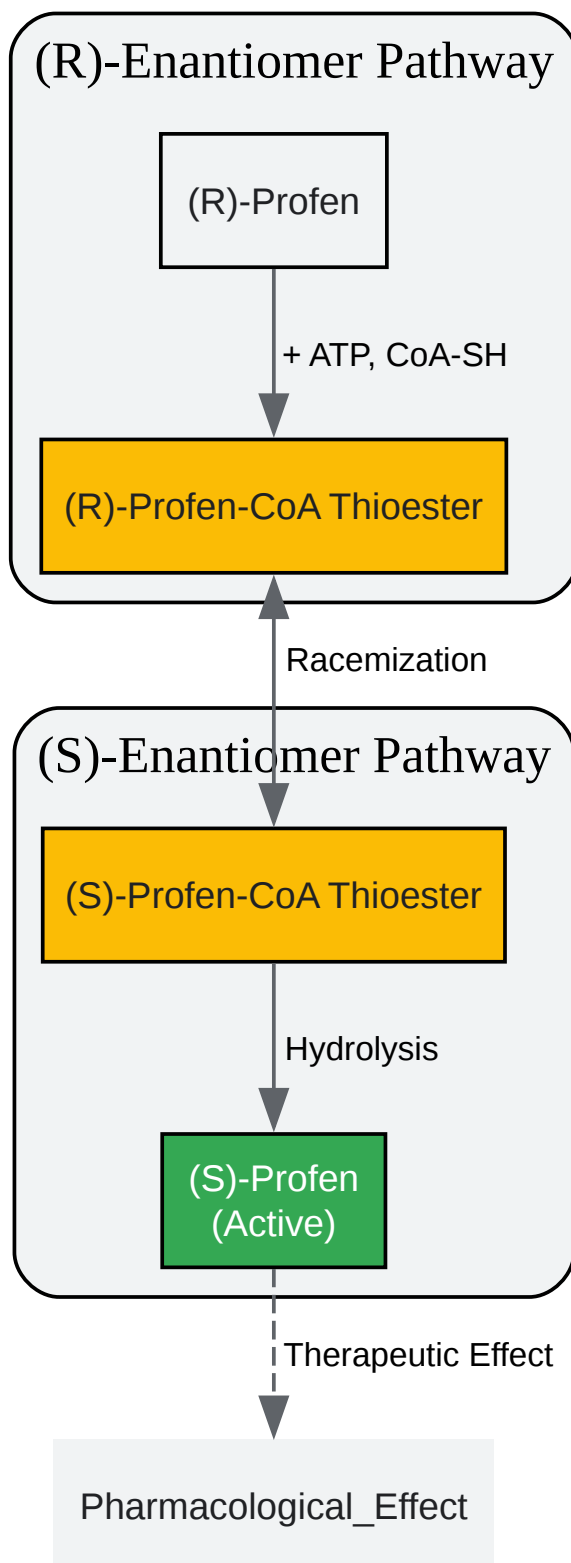 (R)-Enantiomer Pathway
(R)-Profen
+ ATP, CoA-SH
(R)-Profen-CoA Thioester
Racemization
(S)-Enantiomer Pathway
(S)-Profen-CoA Thioester
Hydrolysis
(S)-Profen
(Active)
Therapeutic Effect
Pharmacological_Effect